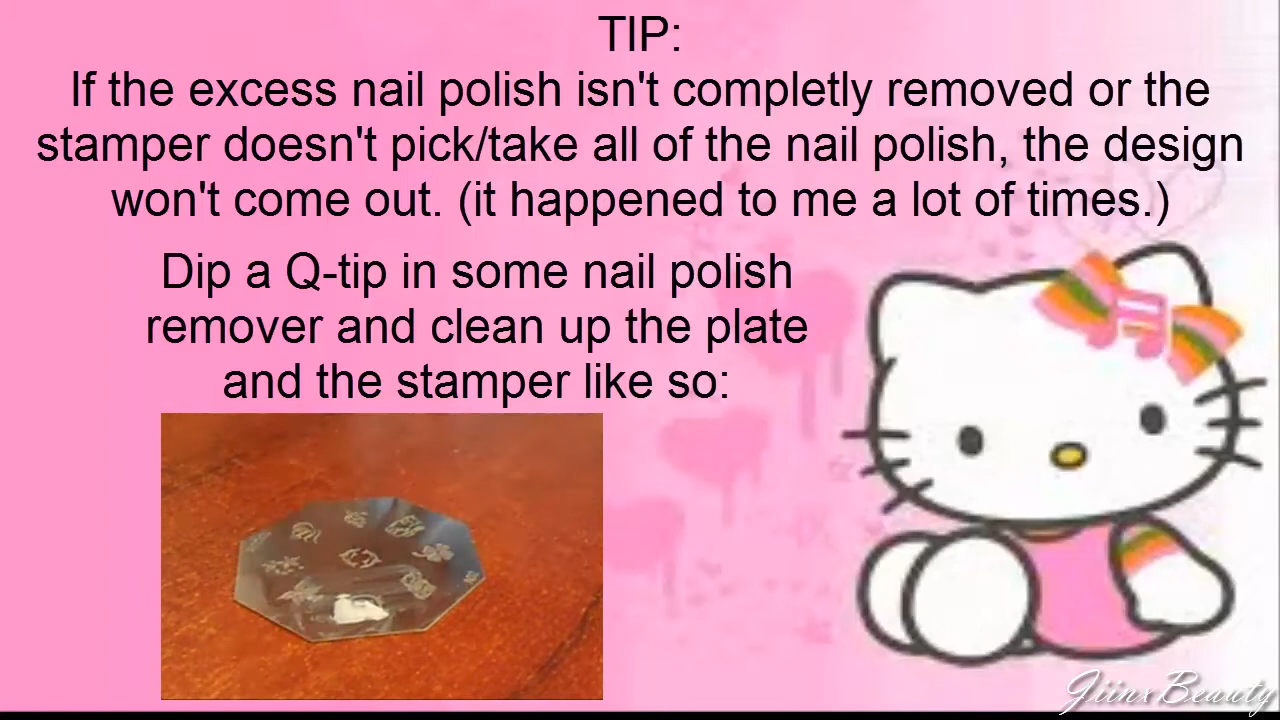 TIP:
If the excess nail polish isn't completly removed or the
stamper doesn't pick/take all of the nail polish, the design
won't come out. (it happened to me a lot of times.)
Dip a Q-tip in some nail polish
remover and clean up the plate
and the stamper like so:
JiinxBeauty